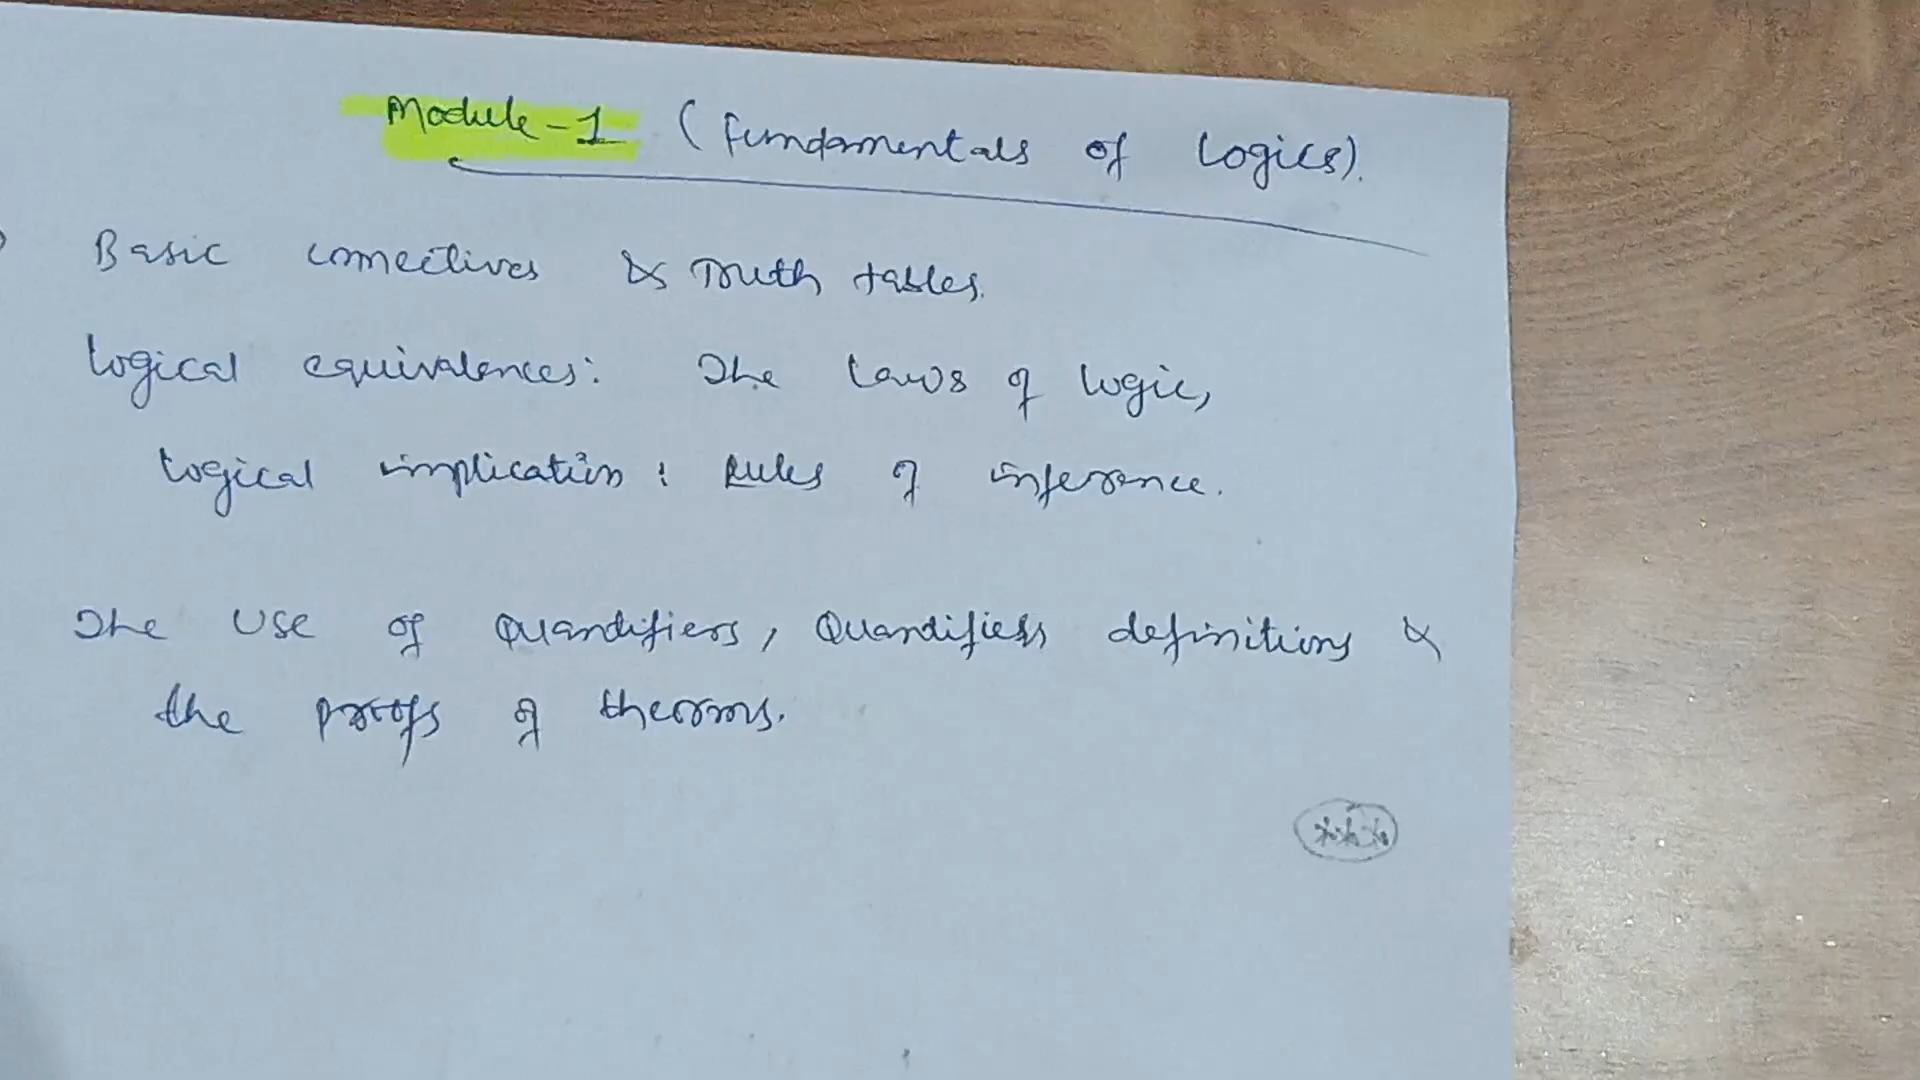 Module-1 (Fundamentals of Logics).
Basic connectives & Truth tables.
Logical equivalences: The Laws of Logic,
Logical implication : Rules of inference.
The Use of Quantifiers, Quantifiers definitions &
the proofs of theorems.
***